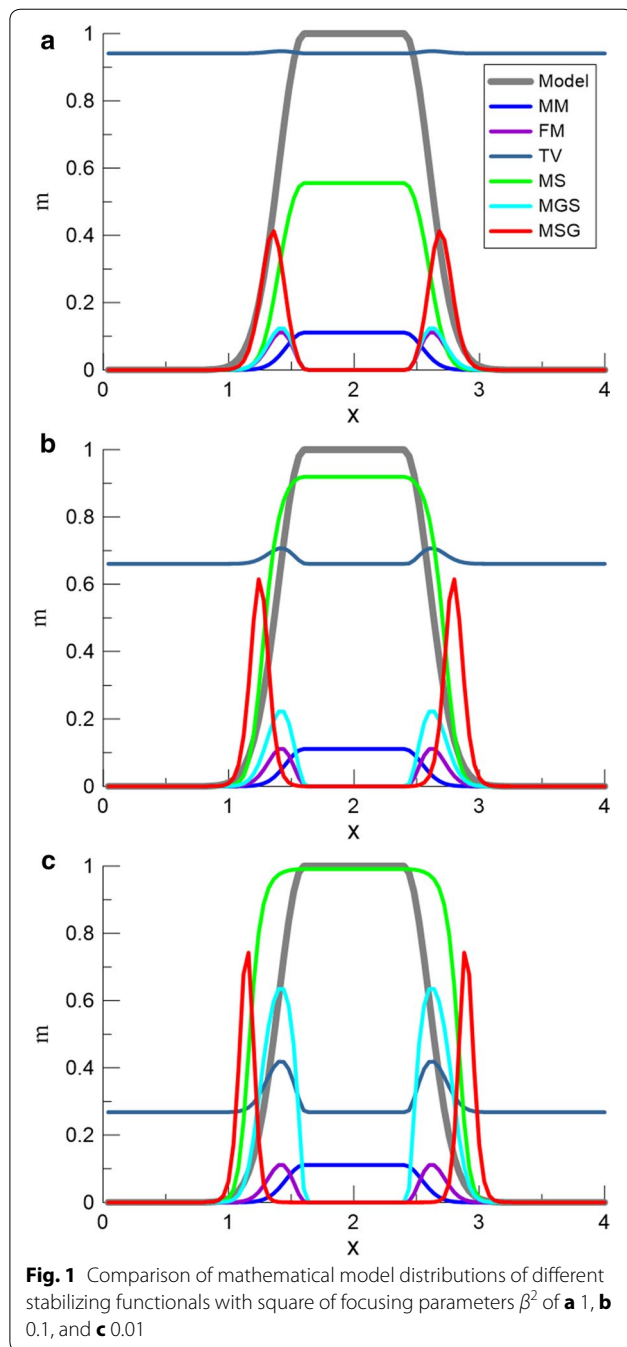 a
1
0.8
0.6
0.4
0.2
0
m
Model
MM
FM
TV
MS
MGS
MSG
0 1 2 3 4
X
b
1
0.8
0.6
0.4
0.2
0
m
0 1 2 3 4
X
c
1
0.8
0.6
0.4
0.2
0
m
0 1 2 3 4
X
Fig. 1 Comparison of mathematical model distributions of different
stabilizing functionals with square of focusing parameters β² of a 1, b
0.1, and c 0.01